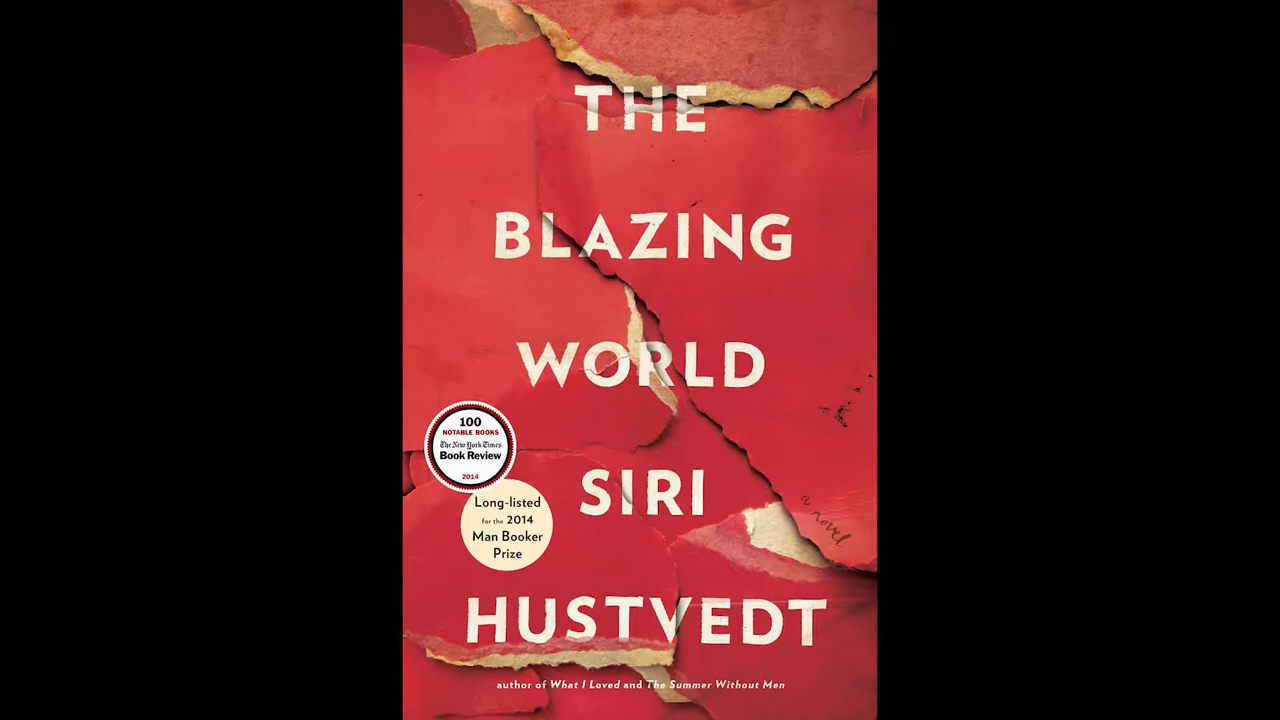 THE
BLAZING
WORLD
100
NOTABLE BOOKS
The New York Times
Book Review
2014
SIRI
Long-listed
for the 2014
Man Booker
Prize
a novel
HUSTVEDT
author of What I Loved and The Summer Without Men